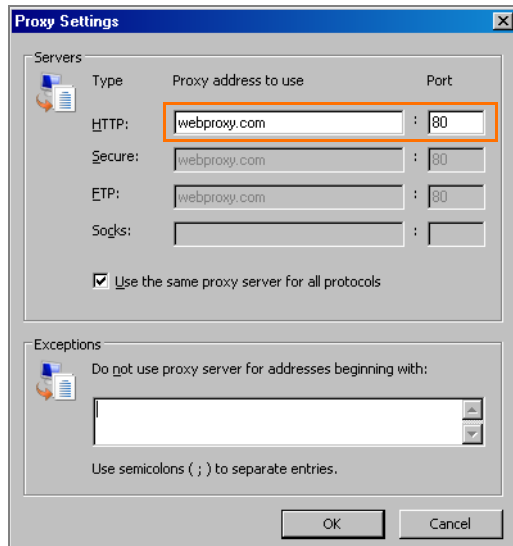 Proxy Settings
Servers
Type Proxy address to use Port
HTTP: webproxy.com : 80
Secure: webproxy.com : 80
FTP: webproxy.com : 80
Socks: :
Use the same proxy server for all protocols
Exceptions
Do not use proxy server for addresses beginning with:
Use semicolons ( ; ) to separate entries.
OK Cancel